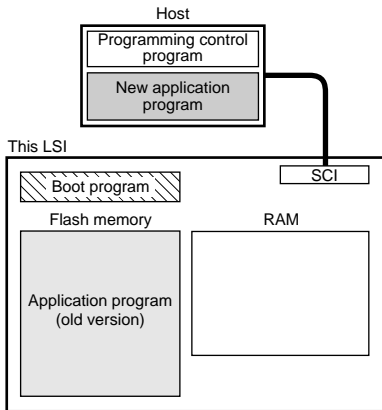 Host
Programming control
program
New application
program
This LSI
SCI
Boot program
Flash memory
RAM
Application program
(old version)